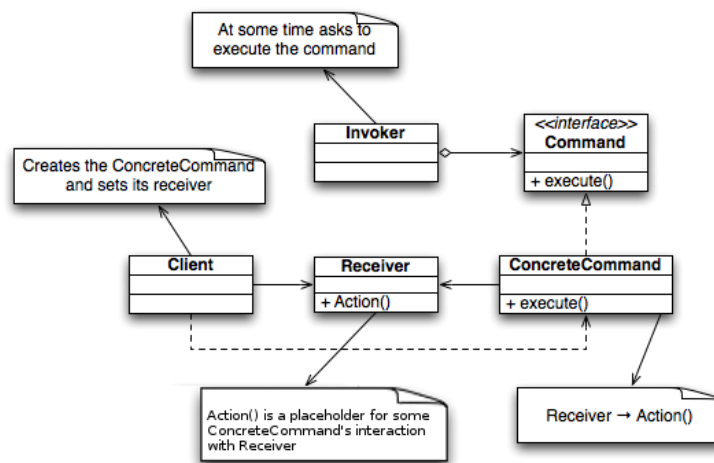 At some time asks to
execute the command
Invoker
<<interface>>
Command
+ execute()
Creates the ConcreteCommand
and sets its receiver
Client
Receiver
+ Action()
ConcreteCommand
+ execute()
Action() is a placeholder for some
ConcreteCommand's interaction
with Receiver
Receiver → Action()